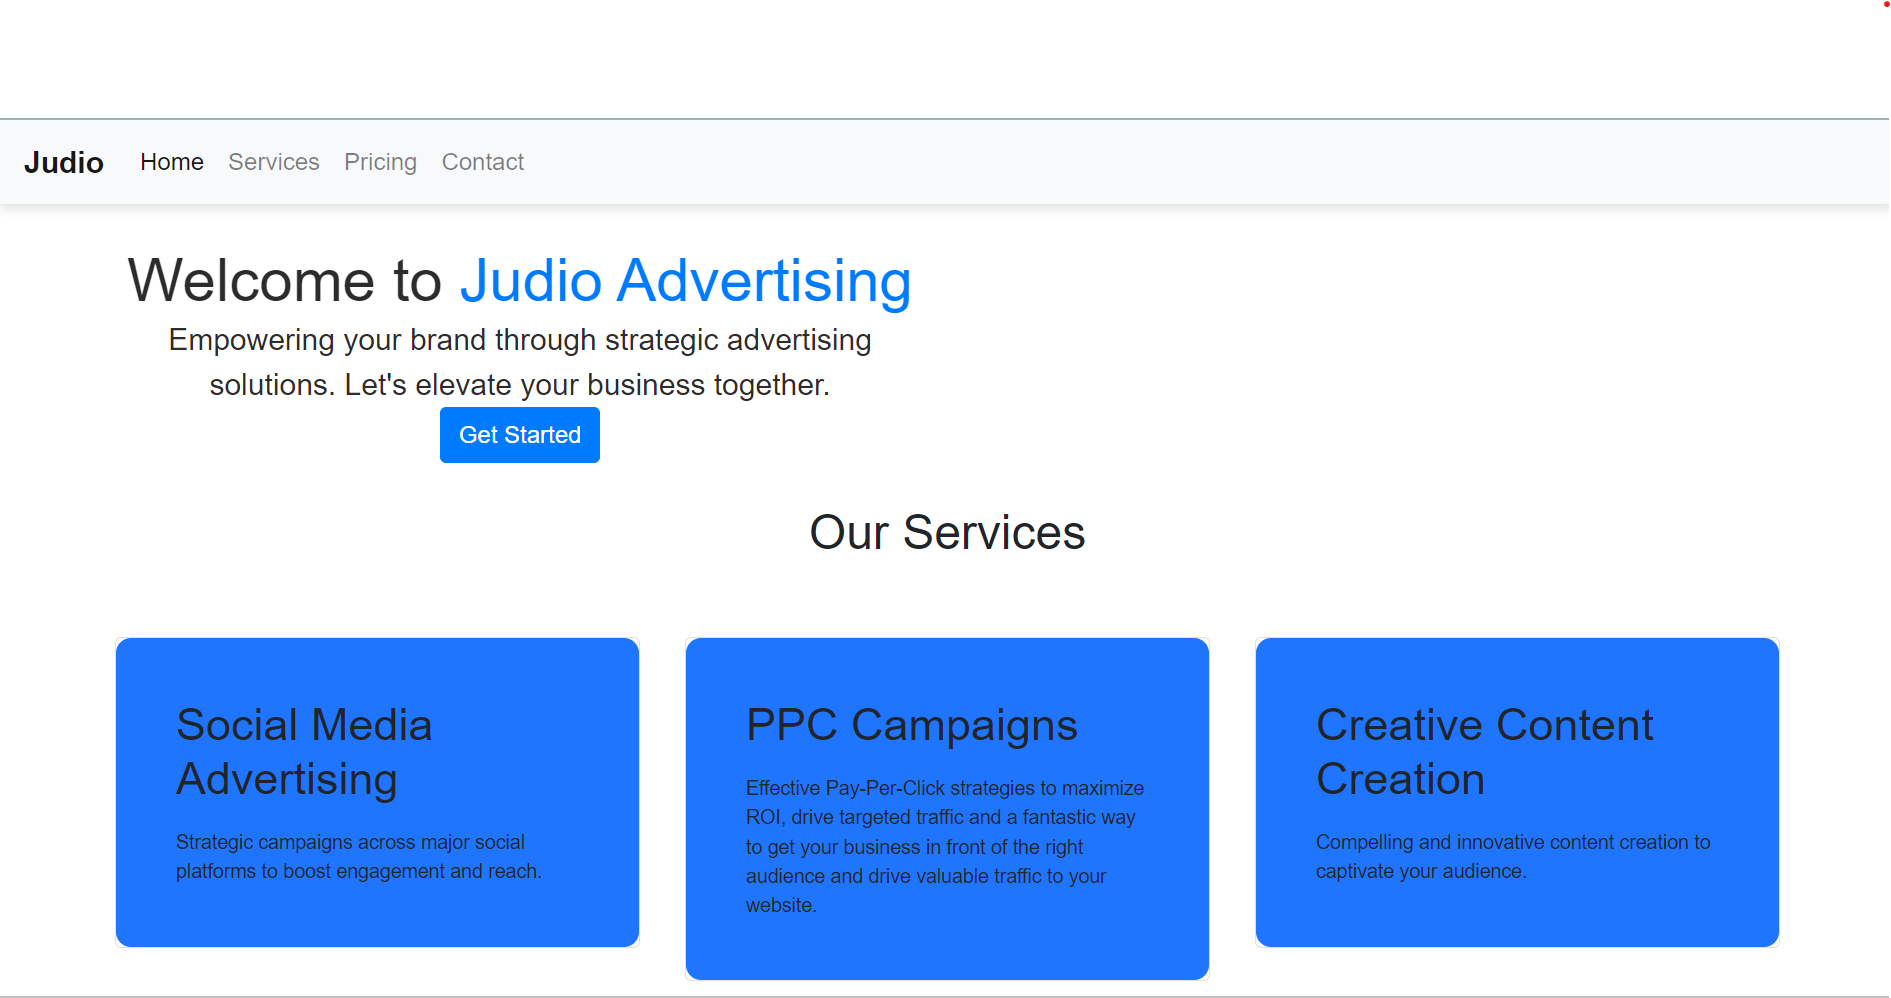 Judio Home Services Pricing Contact
Welcome to Judio Advertising
Empowering your brand through strategic advertising
solutions. Let's elevate your business together.
Get Started
Our Services
Social Media
Advertising
Strategic campaigns across major social
platforms to boost engagement and reach.
PPC Campaigns
Effective Pay-Per-Click strategies to maximize
ROI, drive targeted traffic and a fantastic way
to get your business in front of the right
audience and drive valuable traffic to your
website.
Creative Content
Creation
Compelling and innovative content creation to
captivate your audience.